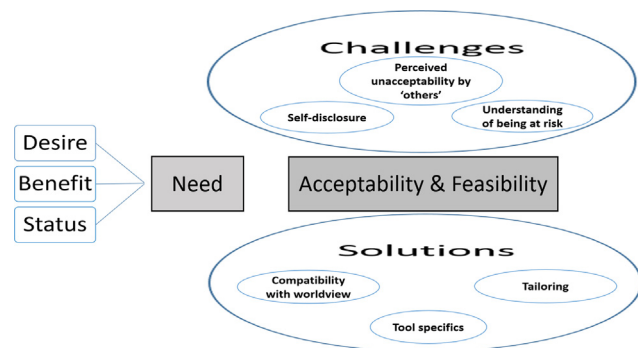 Challenges
Perceived
unacceptability by
‘others’
Self-disclosure
Understanding
of being at risk
Desire
Benefit
Status
Need
Acceptability & Feasibility
Solutions
Compatibility
with worldview
Tailoring
Tool specifics